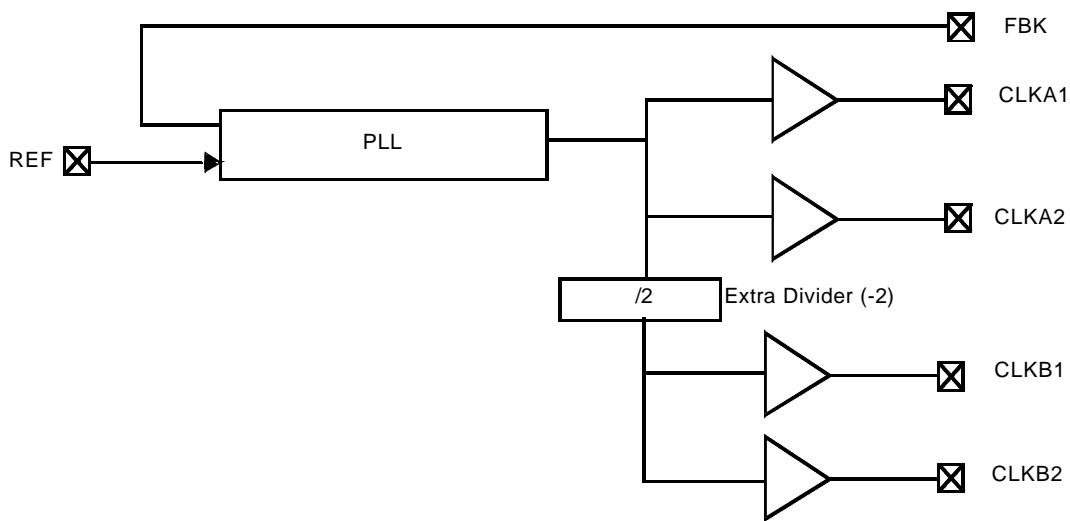 FBK
CLKA1
PLL
REF
CLKA2
/2
Extra Divider (-2)
CLKB1
CLKB2